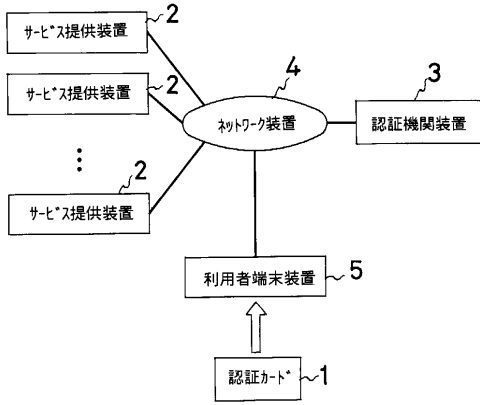 2
サービス提供装置
2
サービス提供装置
4
ネットワーク装置
3
認証機関装置
2
サービス提供装置
利用者端末装置
5
認証カード
1